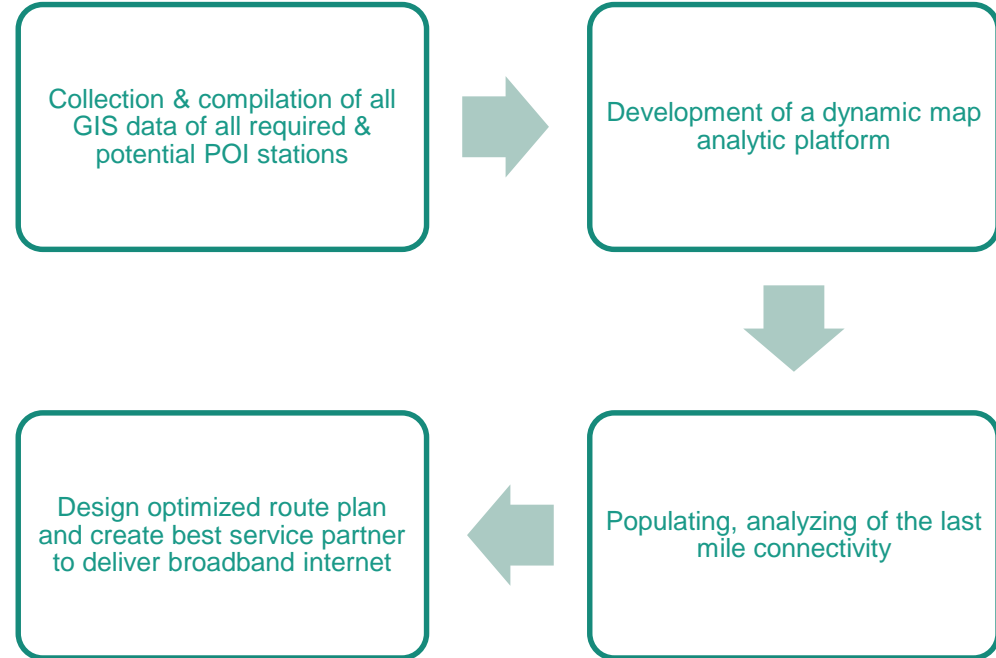 Collection & compilation of all
GIS data of all required &
potential POI stations
Development of a dynamic map
analytic platform
Populating, analyzing of the last
mile connectivity
Design optimized route plan
and create best service partner
to deliver broadband internet